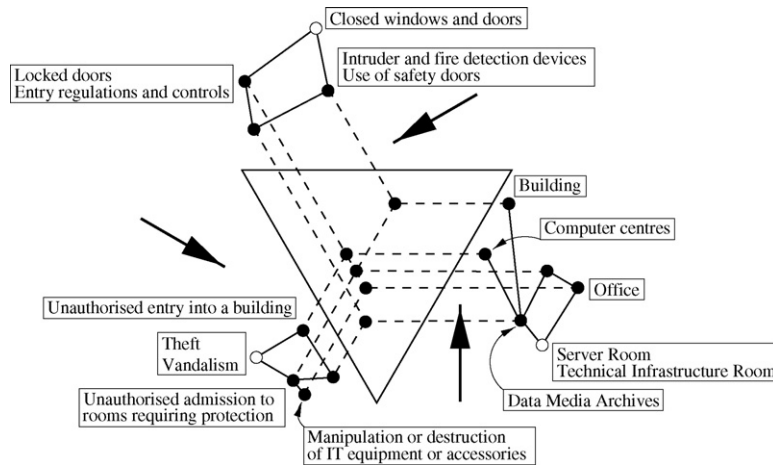 Closed windows and doors
Locked doors
Entry regulations and controls
Intruder and fire detection devices
Use of safety doors
Building
Computer centres
Office
Unauthorised entry into a building
Theft
Vandalism
Server Room
Technical Infrastructure Room
Unauthorised admission to
rooms requiring protection
Data Media Archives
Manipulation or destruction
of IT equipment or accessories